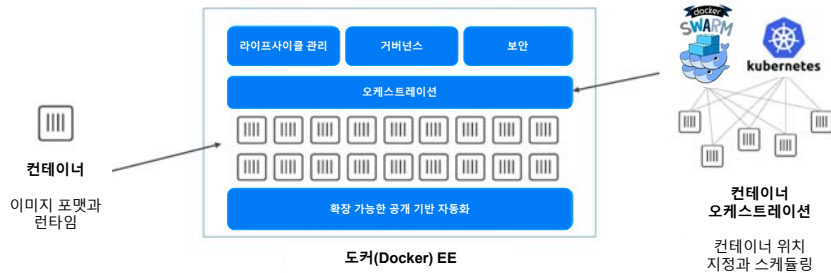 라이프사이클 관리
거버넌스
보안
오케스트레이션
확장 가능한 공개 기반 자동화
도커(Docker) EE
컨테이너
이미지 포맷과
런타임
docker
SWARM
kubernetes
컨테이너
오케스트레이션
컨테이너 위치
지정과 스케듈링